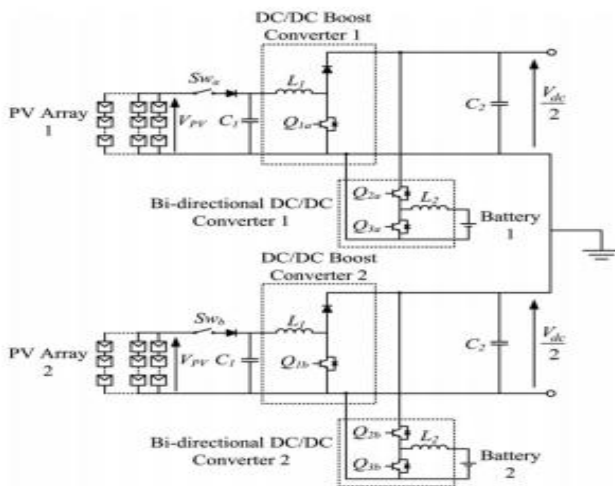 DC/DC Boost
Converter 1
Sw_a
L_1
PV Array
1
V_PV
C_1
Q_1a
C_2
V_dc
2
Q_2a
L_2
Bi-directional DC/DC
Converter 1
Q_3a
Battery
1
DC/DC Boost
Converter 2
Sw_b
L_1
PV Array
2
V_PV
C_1
Q_1b
C_2
V_dc
2
Q_2b
L_2
Bi-directional DC/DC
Converter 2
Q_3b
Battery
2